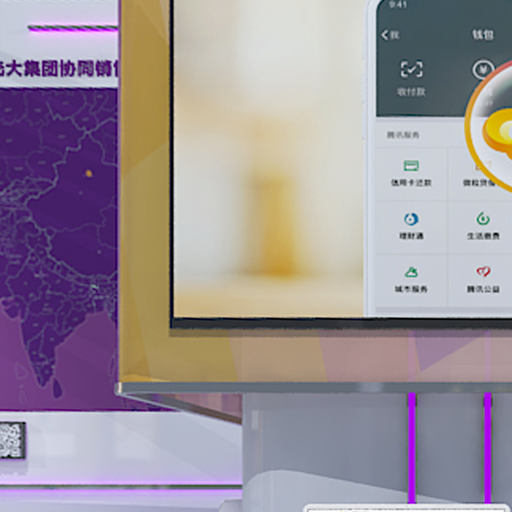 大集团协同销售
9:41
我
钱包
收付款
腾讯服务
信用卡还款
微粒贷借
理财通
生活缴费
城市服务
腾讯公益